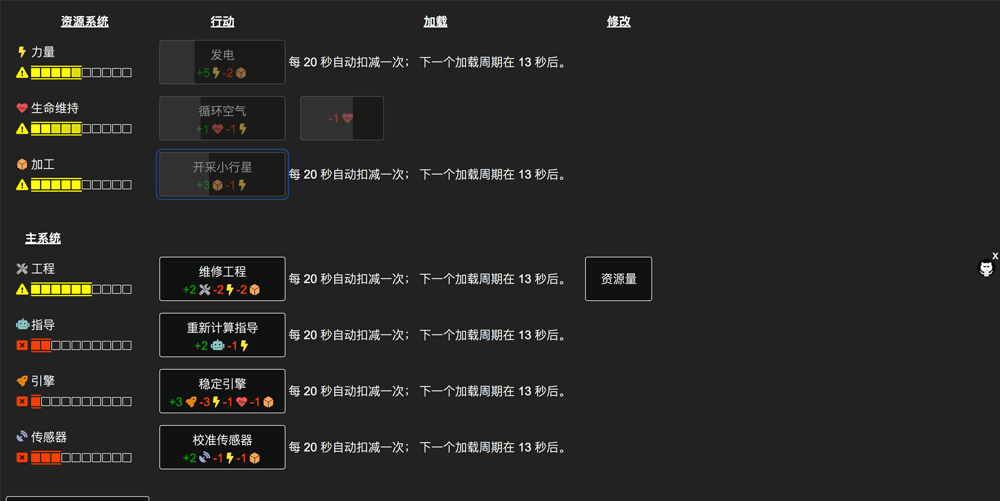 资源系统 行动 加载 修改
力量 发电 每 20 秒自动扣减一次； 下一个加载周期在 13 秒后。
+5 -2
生命维持 循环空气 -1
+1 -1
加工 开采小行星 每 20 秒自动扣减一次； 下一个加载周期在 13 秒后。
+3 -1
主系统
工程 维修工程 每 20 秒自动扣减一次； 下一个加载周期在 13 秒后。 资源量
+2 -2 -2
x
指导 重新计算指导 每 20 秒自动扣减一次； 下一个加载周期在 13 秒后。
+2 -1
引擎 稳定引擎 每 20 秒自动扣减一次； 下一个加载周期在 13 秒后。
+3 -3 -1 -1
传感器 校准传感器 每 20 秒自动扣减一次； 下一个加载周期在 13 秒后。
+2 -1 -1